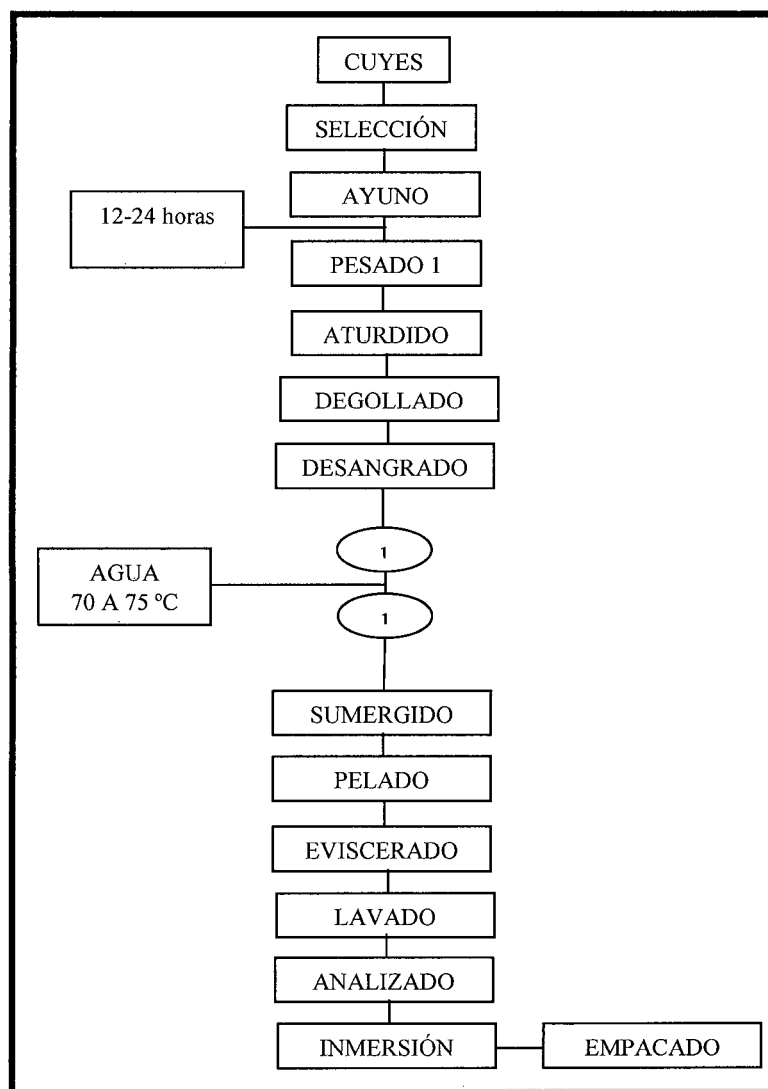 CUYES
SELECCIÓN
AYUNO
12-24 horas
PESADO 1
ATURDIDO
DEGOLLADO
DESANGRADO
1
AGUA
70 A 75 ºC
1
SUMERGIDO
PELADO
EVISCERADO
LAVADO
ANALIZADO
INMERSIÓN
EMPACADO